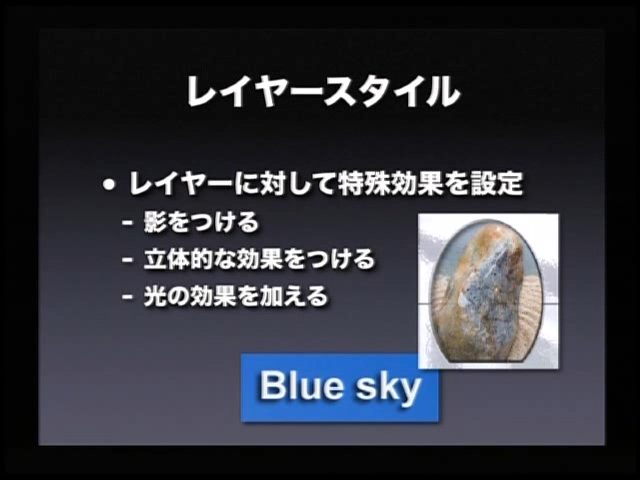 レイヤースタイル
• レイヤーに対して特殊効果を設定
- 影をつける
- 立体的な効果をつける
- 光の効果を加える
Blue sky